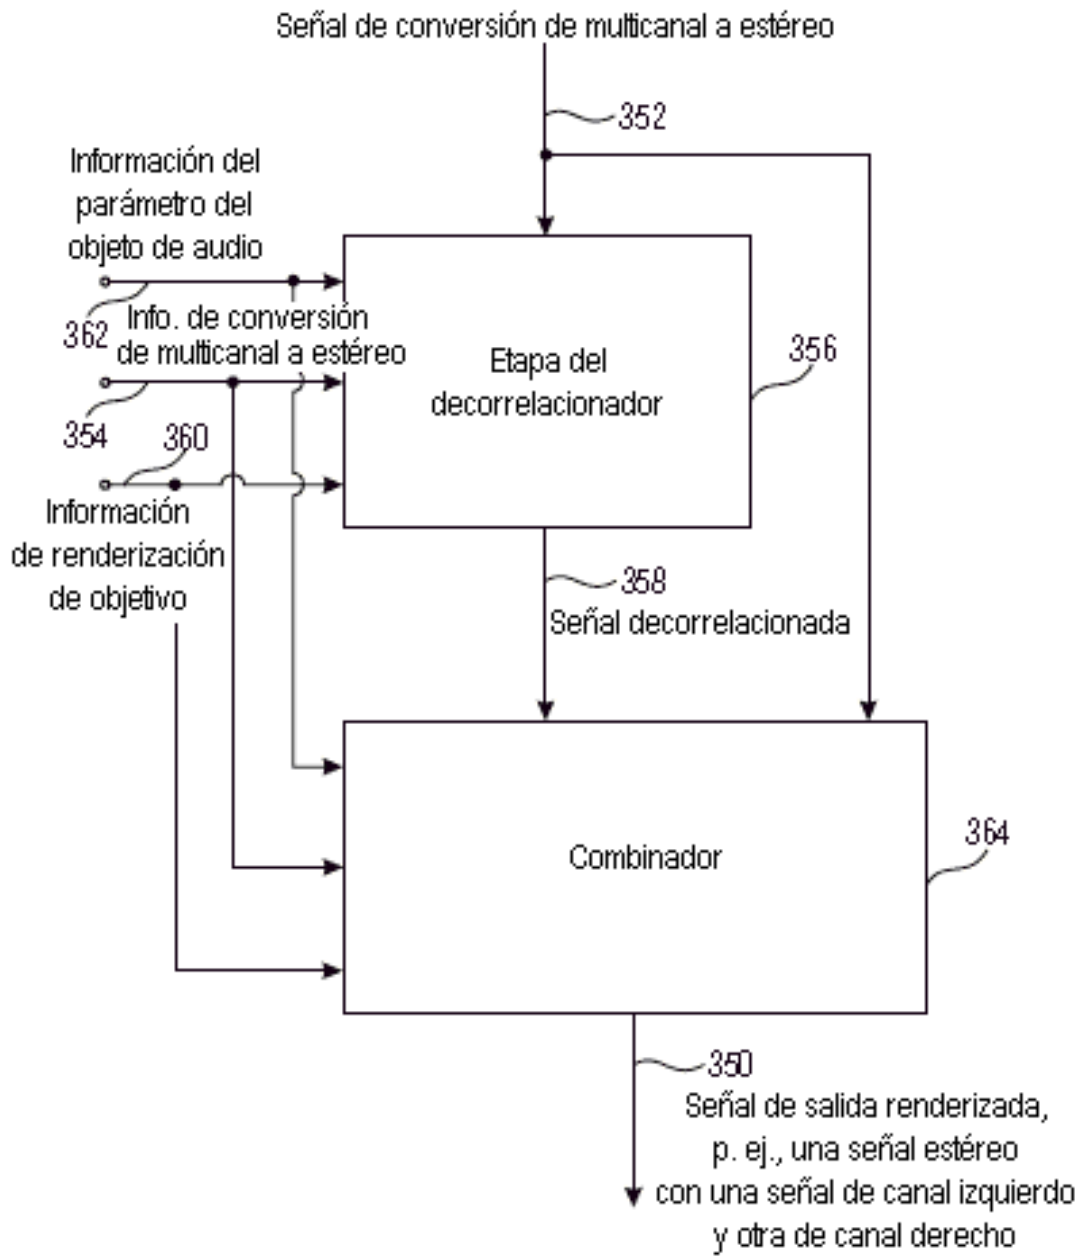 Señal de conversión de multicanal a estéreo
352
Información del
parámetro del
objeto de audio
362
Info. de conversión
de multicanal a estéreo
354
360
Información
de renderización
de objetivo
Etapa del
decorrelacionador
356
358
Señal decorrelacionada
Combinador
364
350
Señal de salida renderizada,
p. ej., una señal estéreo
con una señal de canal izquierdo
y otra de canal derecho